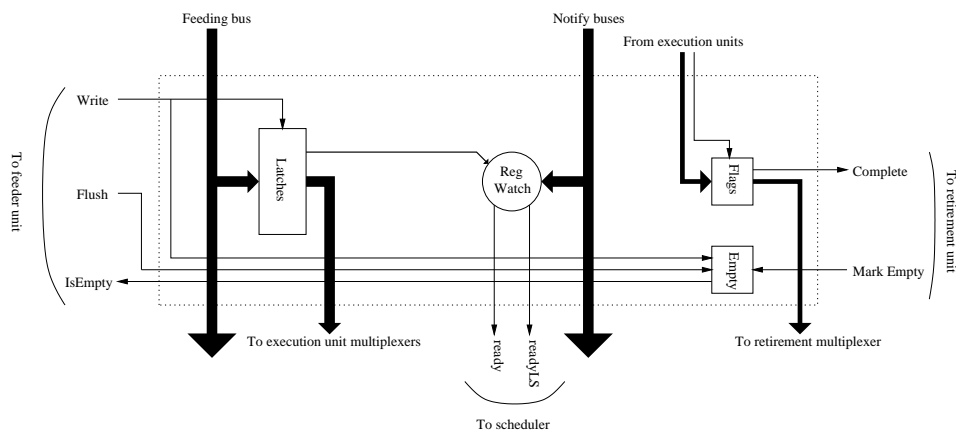 Feeding bus
Notify buses
From execution units
Write
Latches
Reg
Watch
Flags
Complete
To feeder unit
To retirement unit
Flush
Empty
Mark Empty
IsEmpty
To execution unit multiplexers
ready
readyLS
To retirement multiplexer
To scheduler